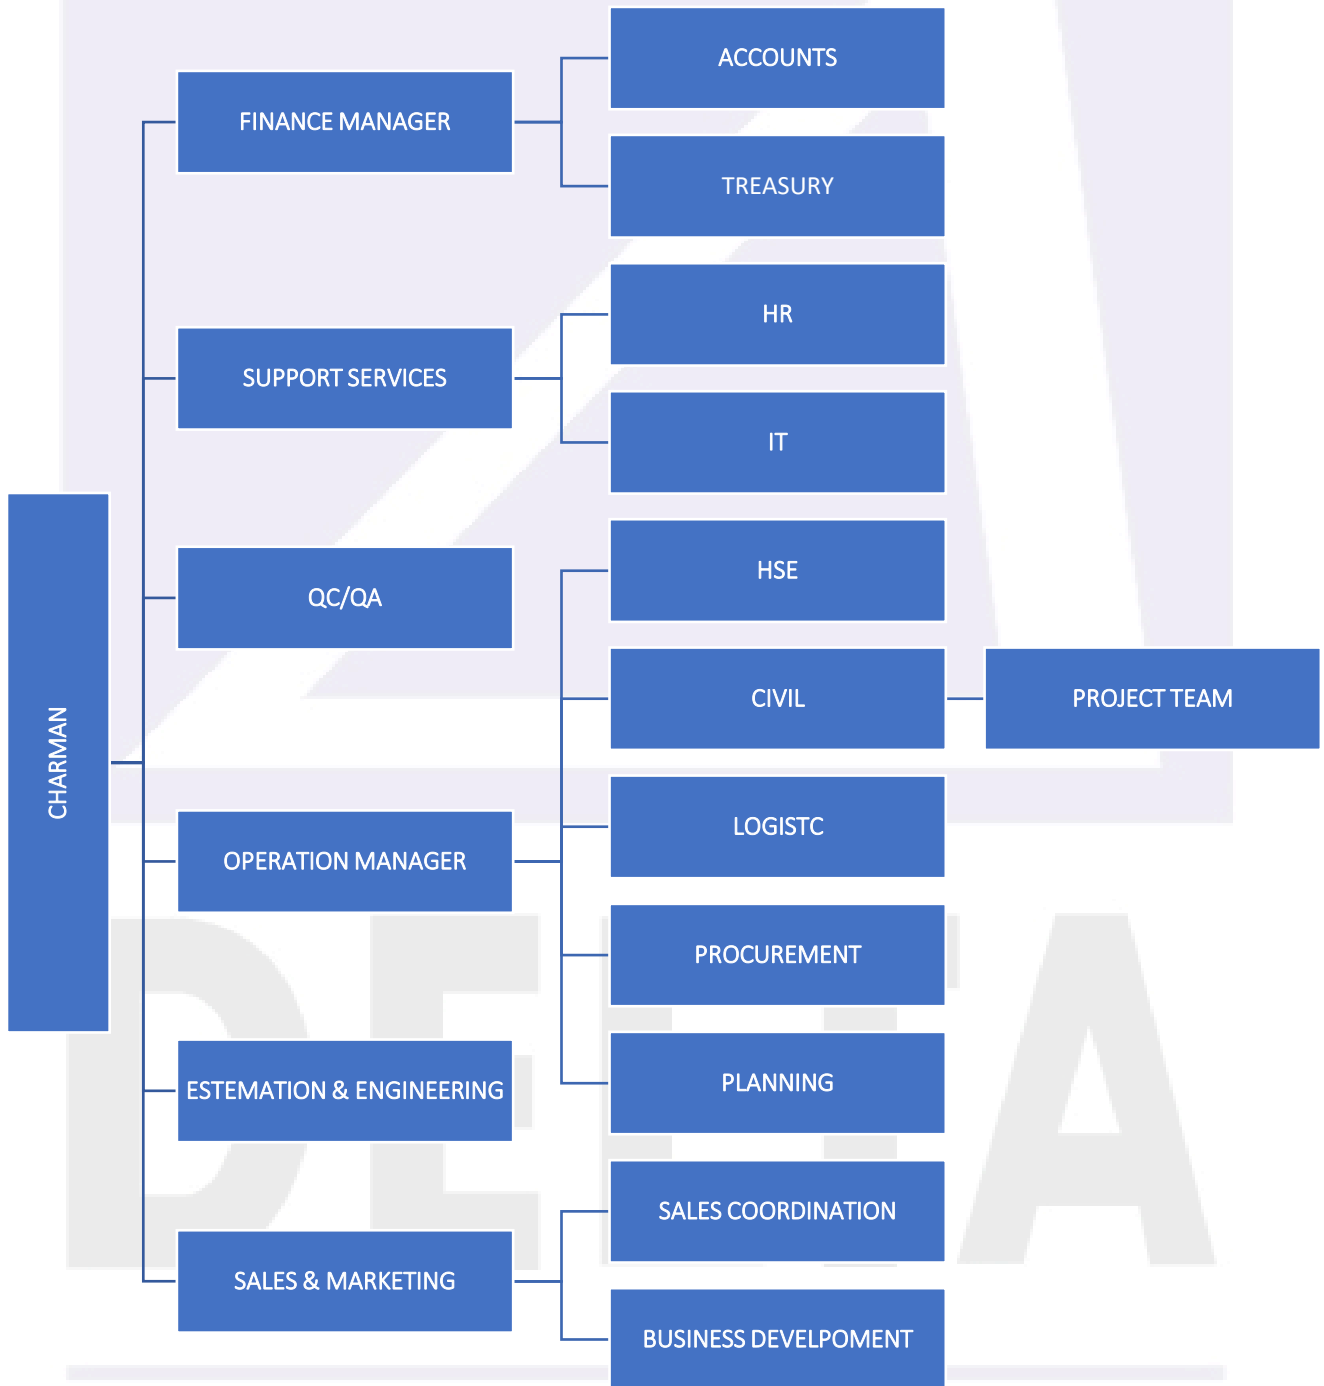 CHARMAN
FINANCE MANAGER
ACCOUNTS
TREASURY
SUPPORT SERVICES
HR
IT
QC/QA
OPERATION MANAGER
HSE
CIVIL
PROJECT TEAM
LOGISTC
PROCUREMENT
PLANNING
ESTEMATION & ENGINEERING
SALES & MARKETING
SALES COORDINATION
BUSINESS DEVELPOMENT
DELTA